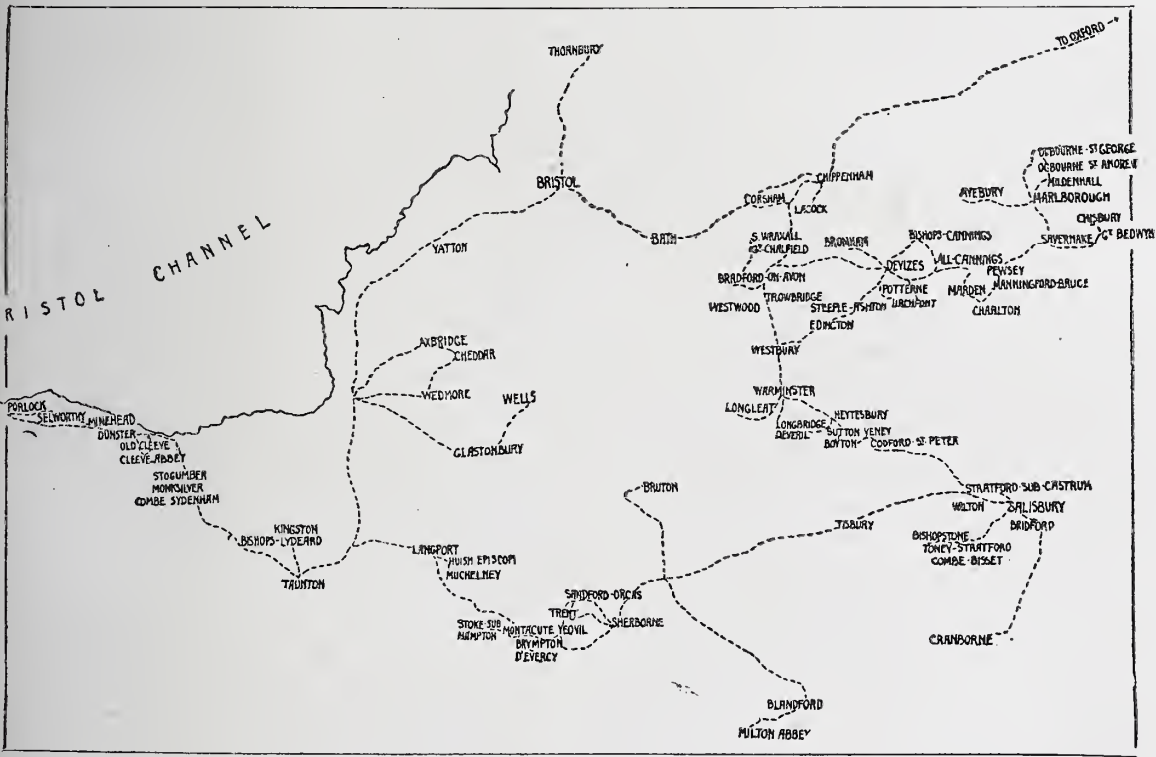 TO OXFORD
THORNBURY
OGBOURNE·ST GEORGE
OGBOURNE ST ANDREW
MILDENHALL
MARLBOROUGH
AVEBURY
CHIPPENHAM
CORSHAM
LACOCK
BRISTOL
BATH
YATTON
CHISBURY
GT BEDWYN
SAVERNAKE
BISHOPS-CANNINGS
BROMHAM
S. WRAXALL
GT CHALFIELD
ALL-CANNINGS
DEVIZES
PEWSEY
BRADFORD-ON-AVON
POTTERNE
MARDEN
MANNINGFORD-BRUCE
WESTWOOD
TROWBRIDGE
STEEPLE-ASHTON
URCHFONT
CHARLTON
EDINGTON
WESTBURY
RISTOL CHANNEL
AXBRIDGE
CHEDDAR
WEDMORE
WELLS
GLASTONBURY
WARMINSTER
LONGLEAT
HEYTESBURY
LONGBRIDGE
DEVERIL
SUTTON VENEY
BOYTON
CODFORD·ST·PETER
PORLOCK
SELWORTHY
MINEHEAD
DUNSTER
OLD CLEEVE
CLEEVE·ABBEY
STOGUMBER
MONKSILVER
COMBE SYDENHAM
KINGSTON
BISHOPS-LYDEARD
TAUNTON
BRUTON
STRATFORD·SUB·CASTRUM
WILTON
SALISBURY
BRIDFORD
TISBURY
BISHOPSTONE
TONEY-STRATFORD
COMBE-BISSET
LANGPORT
HUISH EPISCOPI
MUCHELNEY
SANDFORD-ORCAS
TRENT
SHERBORNE
STOKE·SUB
HAMPTON
MONTACUTE
YEOVIL
BRYMPTON
D'EVERCY
CRANBORNE
BLANDFORD
MILTON ABBEY